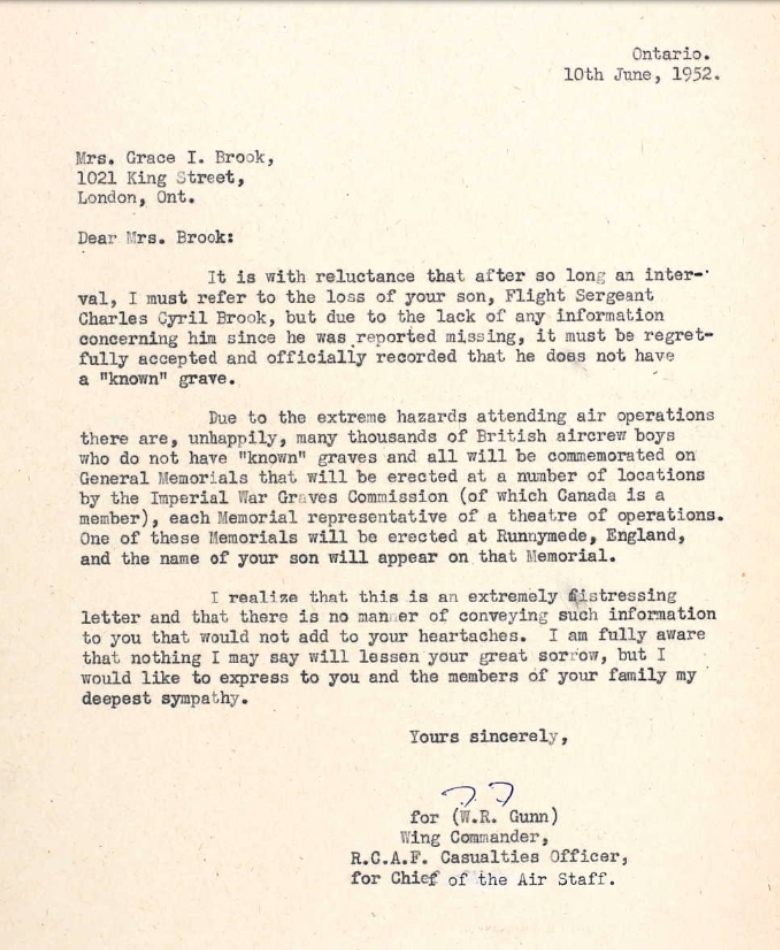 Ontario.
10th June, 1952.
Mrs. Grace I. Brook,
1021 King Street,
London, Ont.
Dear Mrs. Brook:
It is with reluctance that after so long an inter-
val, I must refer to the loss of your son, Flight Sergeant
Charles Cyril Brook, but due to the lack of any information
concerning him since he was reported missing, it must be regret-
fully accepted and officially recorded that he does not have
a "known" grave.
Due to the extreme hazards attending air operations
there are, unhappily, many thousands of British aircrew boys
who do not have "known" graves and all will be commemorated on
General Memorials that will be erected at a number of locations
by the Imperial War Graves Commission (of which Canada is a
member), each Memorial representative of a theatre of operations.
One of these Memorials will be erected at Runnymede, England,
and the name of your son will appear on that Memorial.
I realize that this is an extremely distressing
letter and that there is no manner of conveying such information
to you that would not add to your heartaches. I am fully aware
that nothing I may say will lessen your great sorrow, but I
would like to express to you and the members of your family my
deepest sympathy.
Yours sincerely,
for (W.R. Gunn)
Wing Commander,
R.C.A.F. Casualties Officer,
for Chief of the Air Staff.